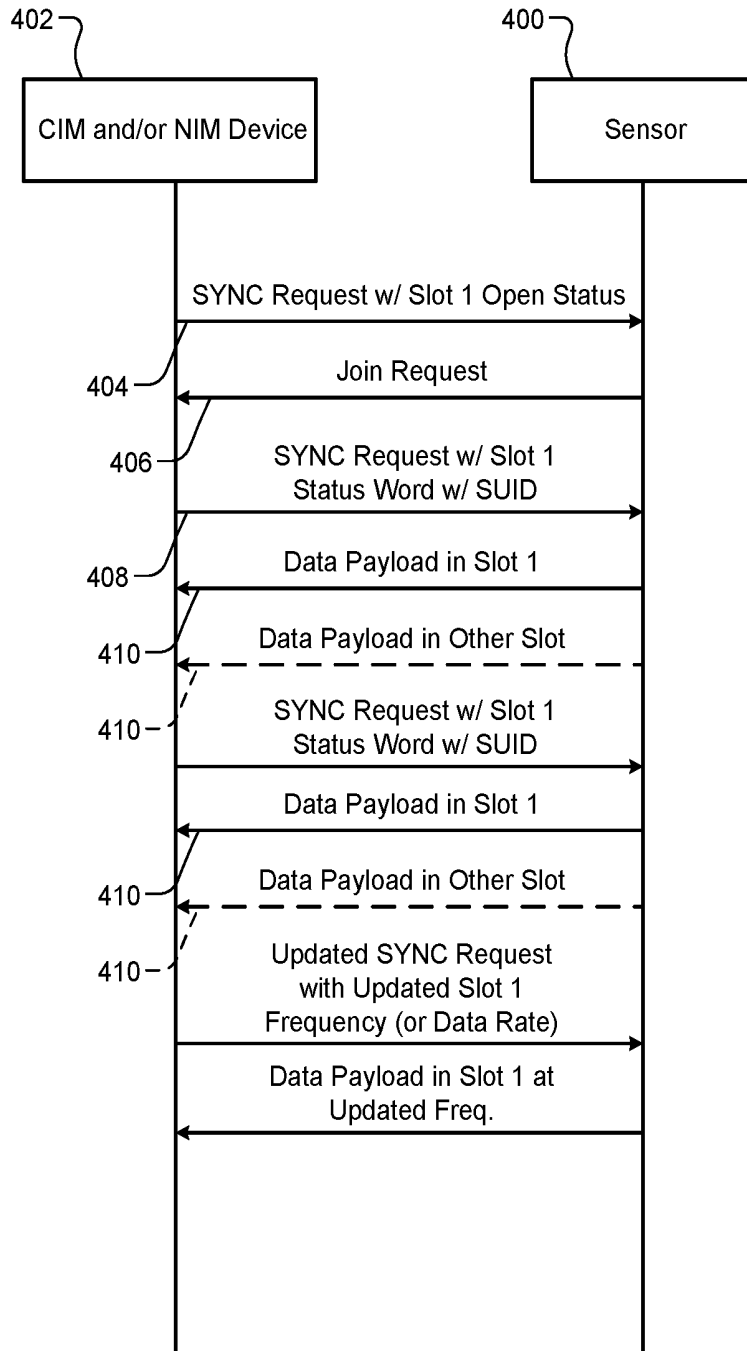 402
400
CIM and/or NIM Device
Sensor
SYNC Request w/ Slot 1 Open Status
404
Join Request
406
SYNC Request w/ Slot 1
Status Word w/ SUID
408
Data Payload in Slot 1
410
Data Payload in Other Slot
410
SYNC Request w/ Slot 1
Status Word w/ SUID
Data Payload in Slot 1
410
Data Payload in Other Slot
410
Updated SYNC Request
with Updated Slot 1
Frequency (or Data Rate)
Data Payload in Slot 1 at
Updated Freq.